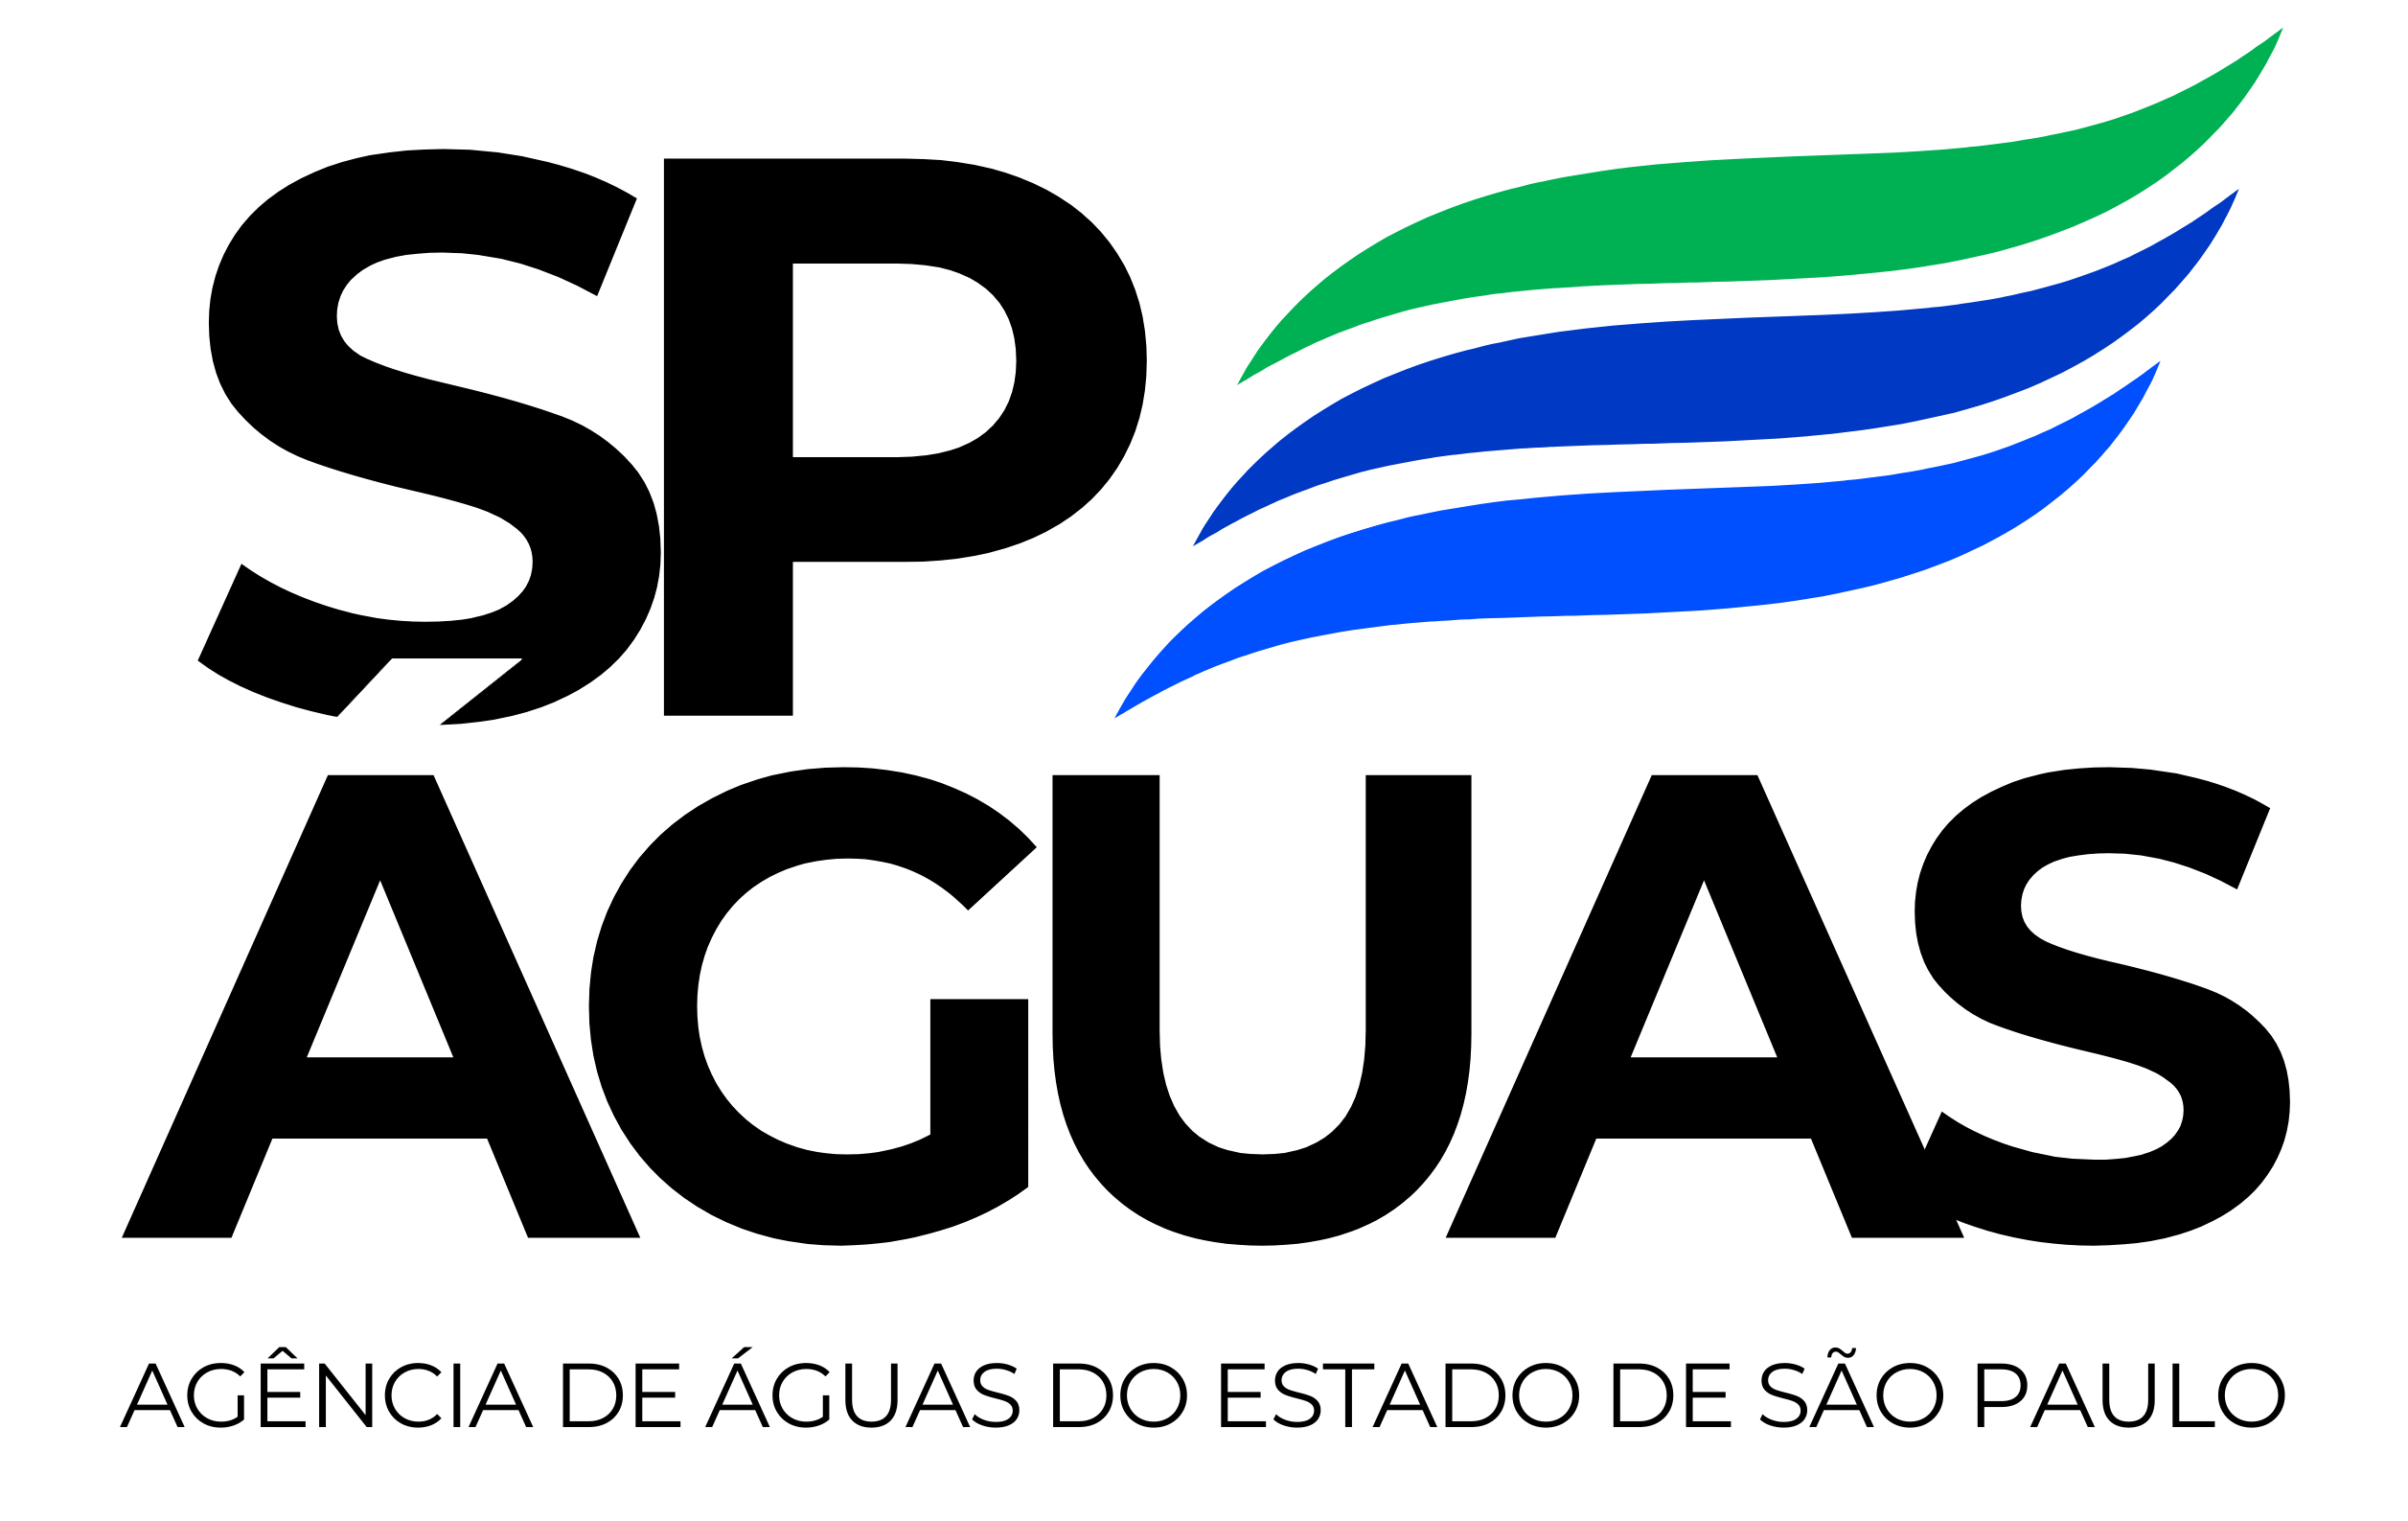 SP
ÁGUAS
AGÊNCIA DE ÁGUAS DO ESTADO DE SÃO PAULO